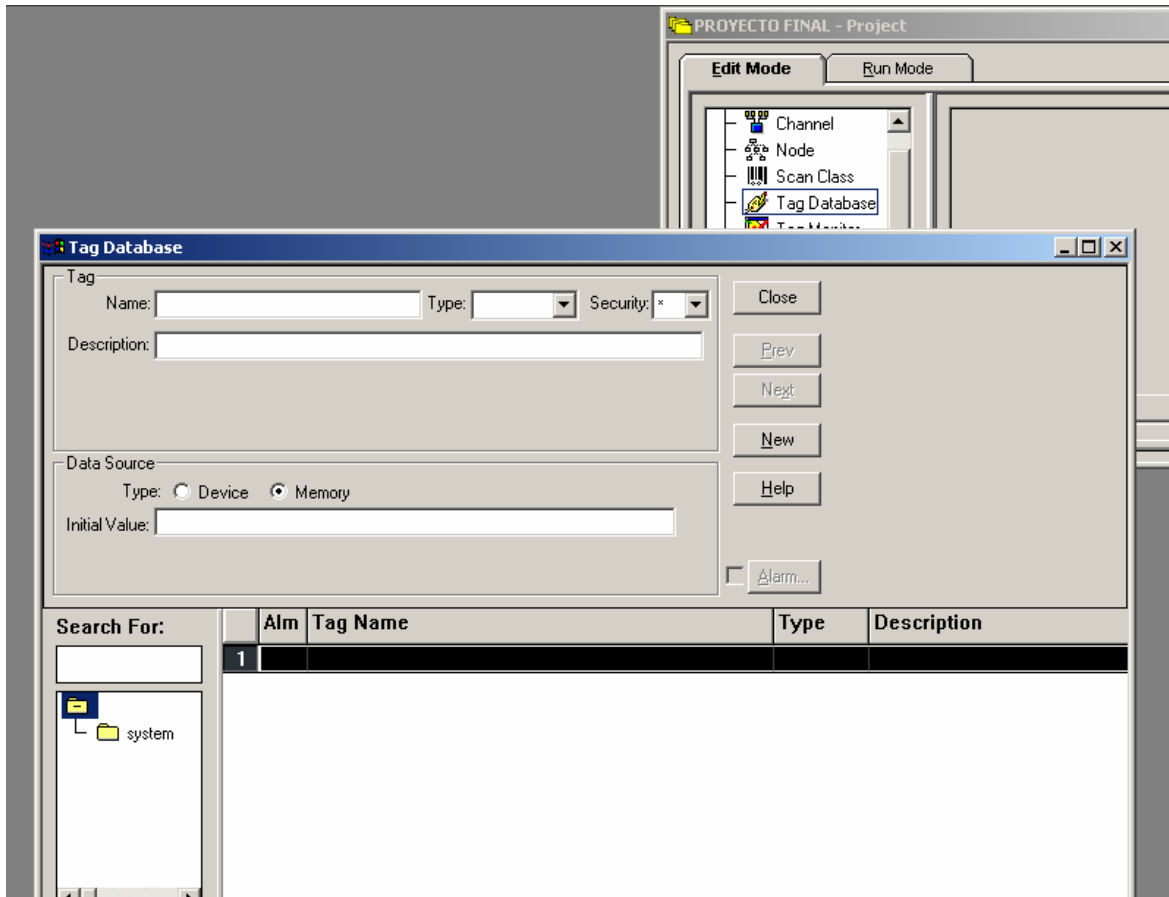 PROYECTO FINAL - Project
Edit Mode Run Mode
Channel
Node
Scan Class
Tag Database
Tag Monitor
Tag Database
Tag
Name: Type: Security: * Close
Description: Prev
Next
New
Data Source
Type: Device Memory Help
Initial Value:
Alarm...
Search For: Alm Tag Name Type Description
1
system